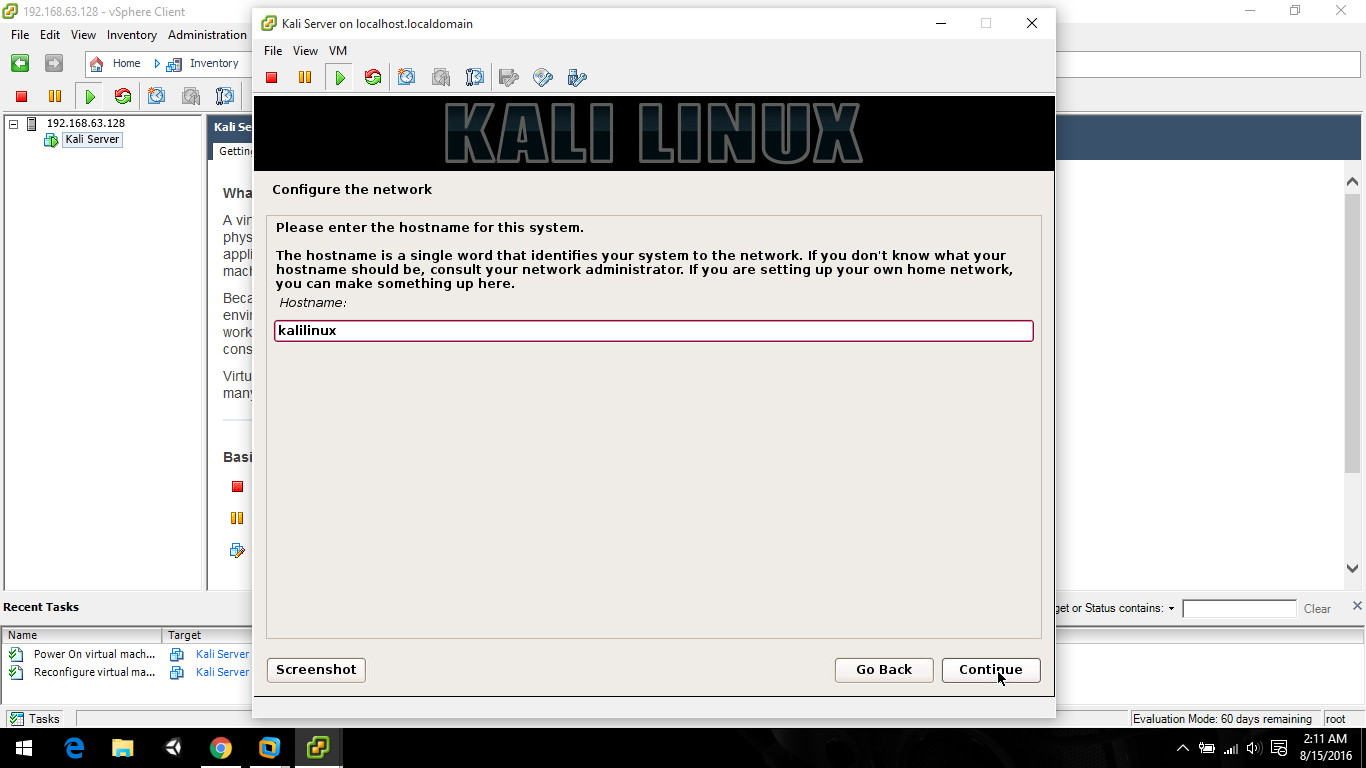 192.168.63.128 - vSphere Client
File Edit View Inventory Administration
Home Inventory
192.168.63.128
Kali Server
Kali Server on localhost.localdomain
File View VM
KALI LINUX
Configure the network
Please enter the hostname for this system.
The hostname is a single word that identifies your system to the network. If you don't know what your
hostname should be, consult your network administrator. If you are setting up your own home network,
you can make something up here.
Hostname:
kalilinux
Screenshot Go Back Continue
Kali Se
Gettin
Wha
A vir
phys
appli
mach
Beca
envir
work
cons
Virtu
many
Basi
Recent Tasks
get or Status contains: Clear
Name Target
Power On virtual mach... Kali Server
Reconfigure virtual ma... Kali Server
Tasks Evaluation Mode: 60 days remaining root
2:11 AM
8/15/2016